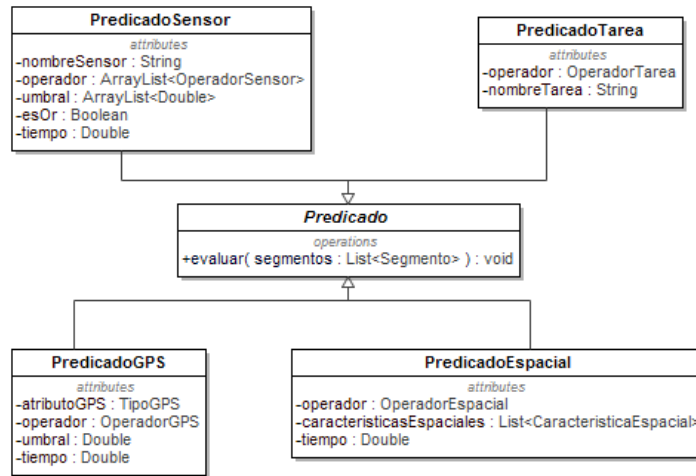 PredicadoSensor
attributes
-nombreSensor : String
-operador : ArrayList<OperadorSensor>
-umbral : ArrayList<Double>
-esOr : Boolean
-tiempo : Double
PredicadoTarea
attributes
-operador : OperadorTarea
-nombreTarea : String
Predicado
operations
+evaluar( segmentos : List<Segmento> ) : void
PredicadoGPS
attributes
-atributoGPS : TipoGPS
-operador : OperadorGPS
-umbral : Double
-tiempo : Double
PredicadoEspacial
attributes
-operador : OperadorEspacial
-caracteristicasEspaciales : List<CaracteristicaEspacial>
-tiempo : Double